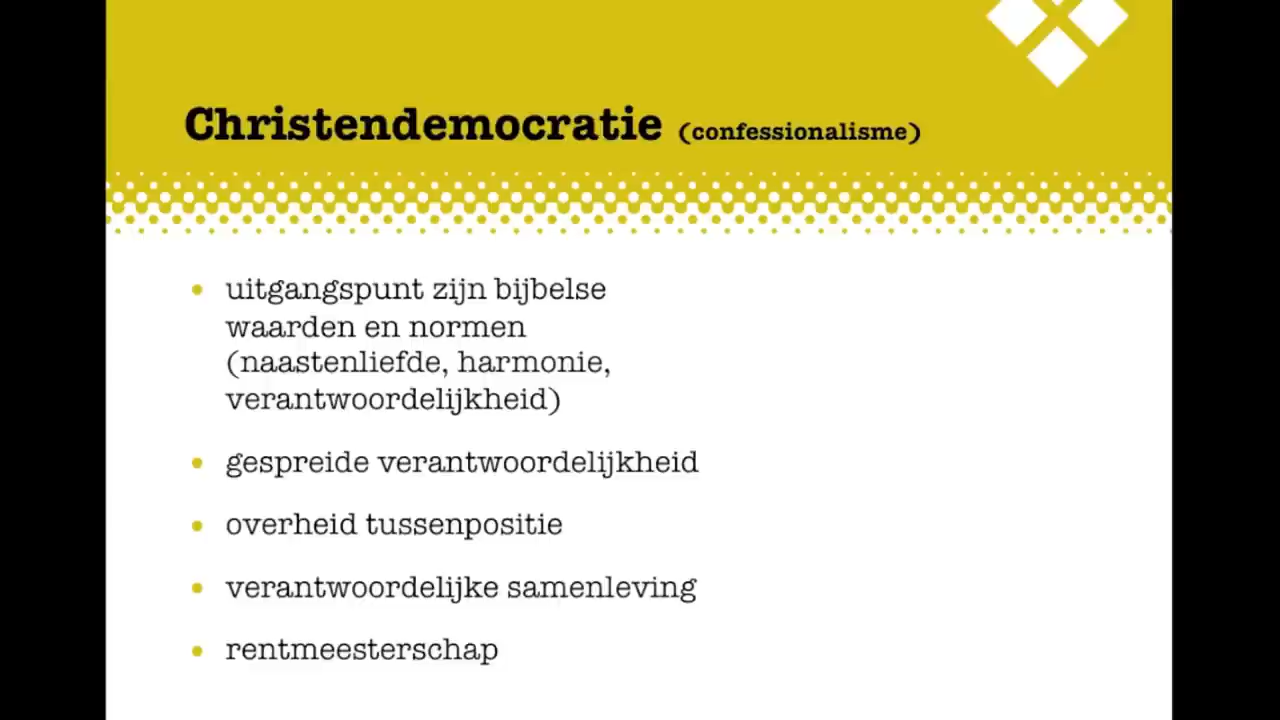 Christendemocratie (confessionalisme)
• uitgangspunt zijn bijbelse
waarden en normen
(naastenliefde, harmonie,
verantwoordelijkheid)
• gespreide verantwoordelijkheid
• overheid tussenpositie
• verantwoordelijke samenleving
• rentmeesterschap